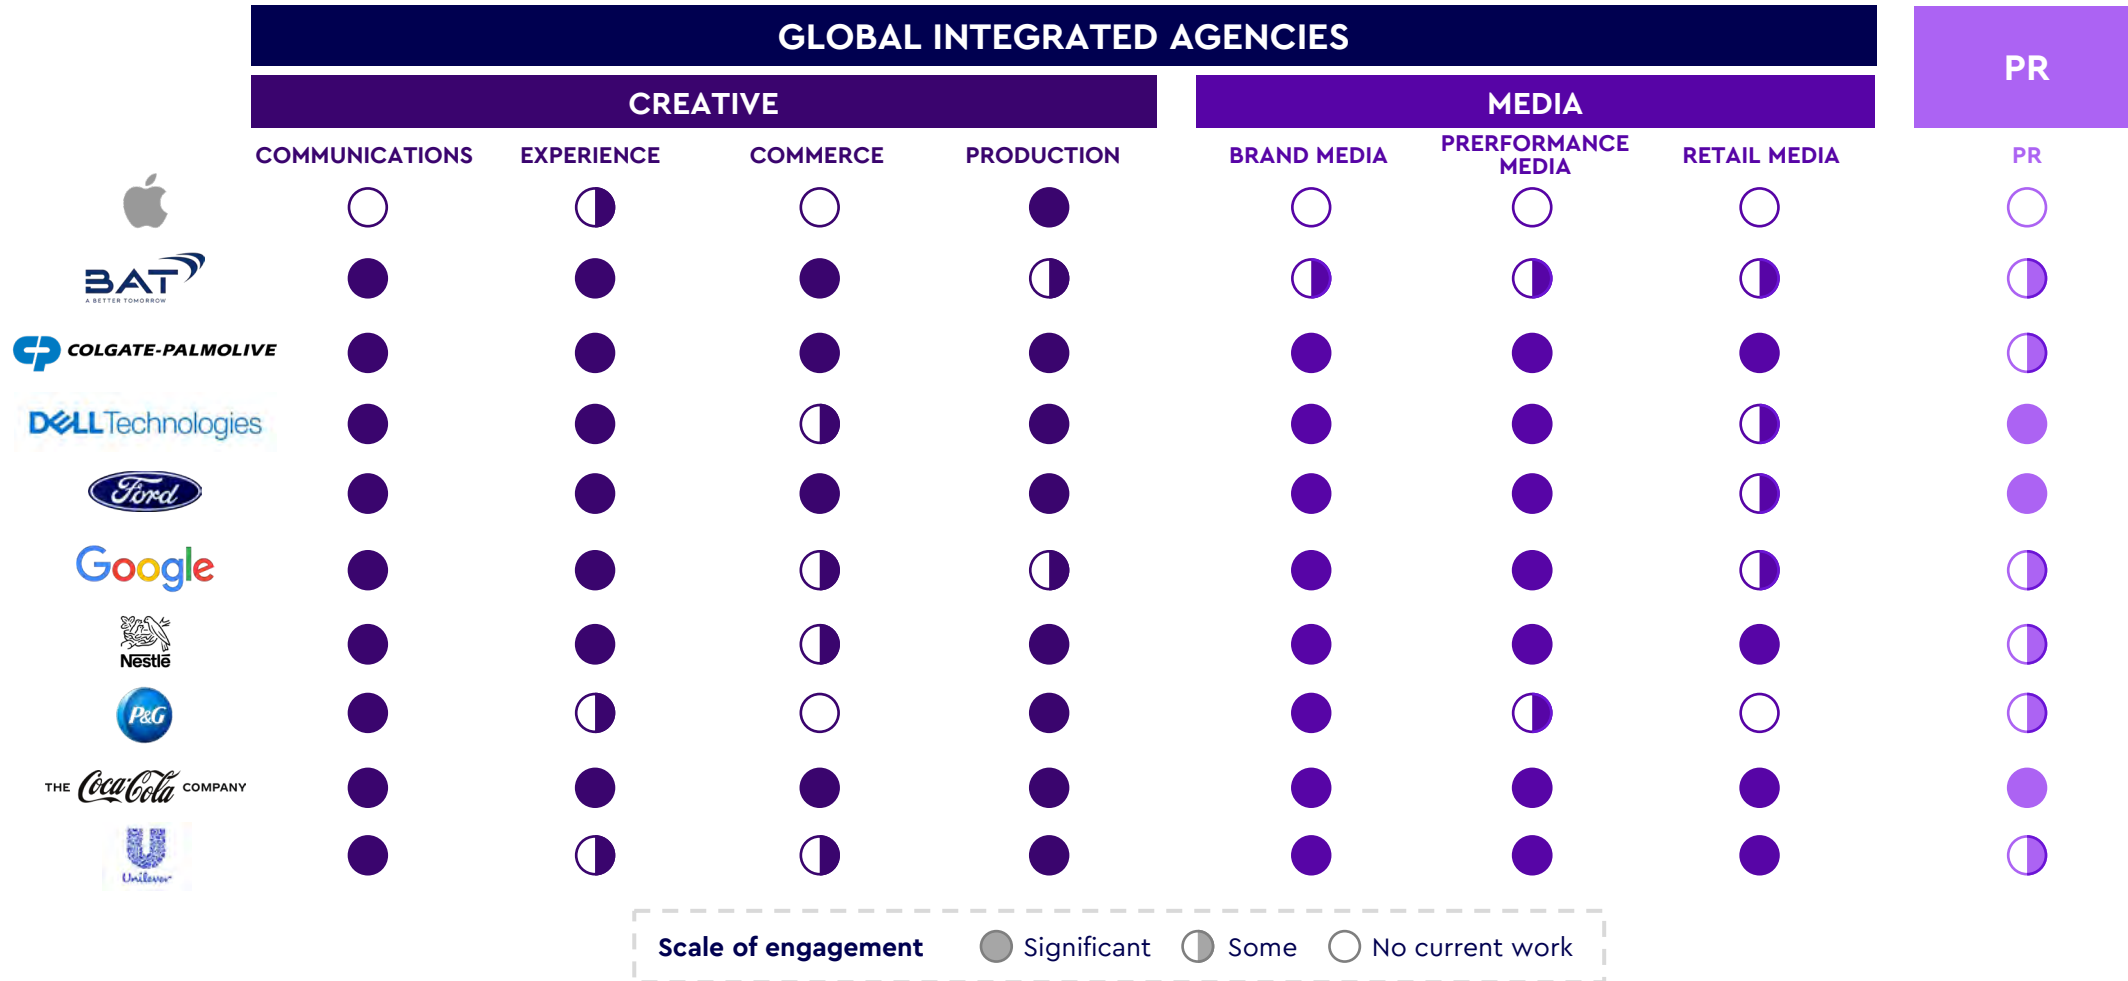 GLOBAL INTEGRATED AGENCIES
PR
CREATIVE
MEDIA
COMMUNICATIONS
EXPERIENCE
COMMERCE
PRODUCTION
BRAND MEDIA
PRERFORMANCE
MEDIA
RETAIL MEDIA
PR
BAT
A BETTER TOMORROW
COLGATE-PALMOLIVE
DELL Technologies
Ford
Google
Nestlé
P&G
THE Coca-Cola COMPANY
Unilever
Scale of engagement Significant Some No current work